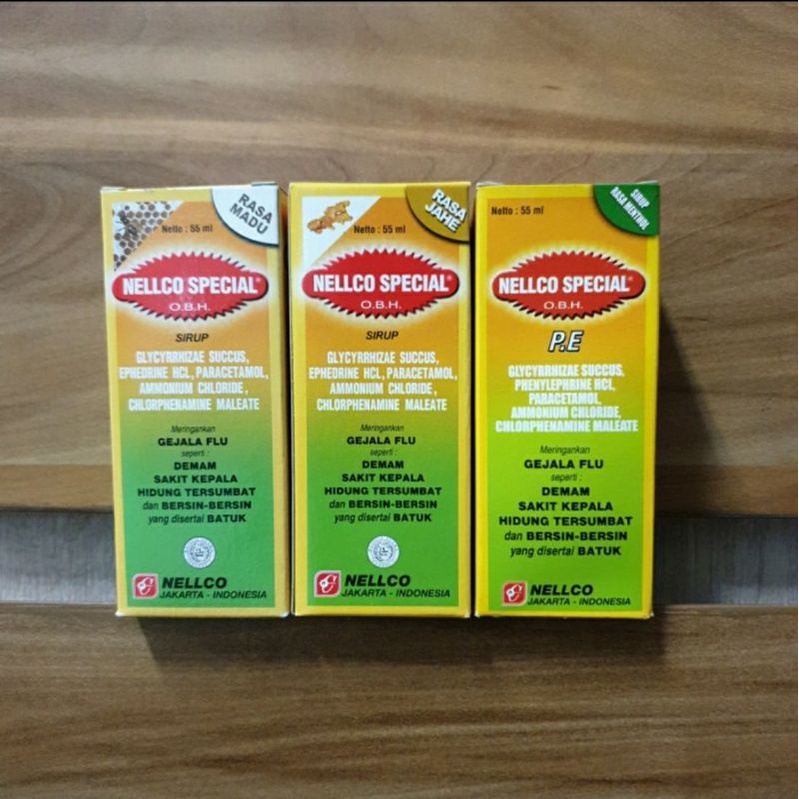 RASA
MADU
Netto : 55 ml
NELLCO SPECIAL®
O.B.H.
SIRUP
GLYCYRRHIZAE SUCCUS,
EPHEDRINE HCL, PARACETAMOL,
AMMONIUM CHLORIDE,
CHLORPHENAMINE MALEATE
Meringankan
GEJALA FLU
seperti :
DEMAM
SAKIT KEPALA
HIDUNG TERSUMBAT
dan BERSIN-BERSIN
yang disertai BATUK
NELLCO
JAKARTA - INDONESIA
RASA
JAHE
Netto : 55 ml
NELLCO SPECIAL®
O.B.H.
SIRUP
GLYCYRRHIZAE SUCCUS,
EPHEDRINE HCL, PARACETAMOL,
AMMONIUM CHLORIDE,
CHLORPHENAMINE MALEATE
Meringankan
GEJALA FLU
seperti :
DEMAM
SAKIT KEPALA
HIDUNG TERSUMBAT
dan BERSIN-BERSIN
yang disertai BATUK
NELLCO
JAKARTA - INDONESIA
SIRUP
RASA MENTHOL
Netto : 55 ml
NELLCO SPECIAL®
O.B.H.
P.E
GLYCYRRHIZAE SUCCUS,
PHENYLEPHRINE HCL,
PARACETAMOL,
AMMONIUM CHLORIDE,
CHLORPHENAMINE MALEATE
Meringankan
GEJALA FLU
seperti :
DEMAM
SAKIT KEPALA
HIDUNG TERSUMBAT
dan BERSIN-BERSIN
yang disertai BATUK
NELLCO
JAKARTA - INDONESIA